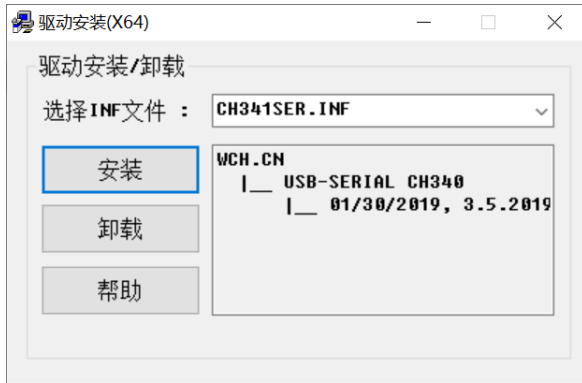 驱动安装(X64)
驱动安装/卸载
选择INF文件 : CH341SER.INF
安装
卸载
帮助
WCH.CN
|__ USB-SERIAL CH340
|__ 01/30/2019, 3.5.2019